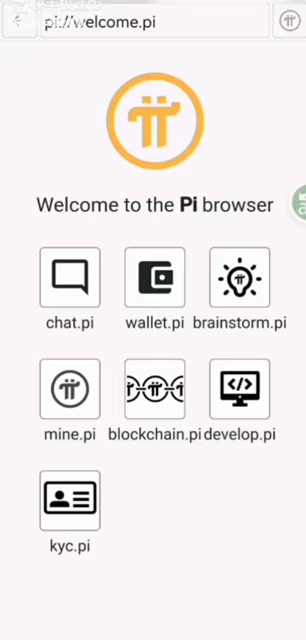 pi://welcome.pi
Welcome to the Pi browser
chat.pi
wallet.pi
brainstorm.pi
mine.pi
blockchain.pi
develop.pi
kyc.pi